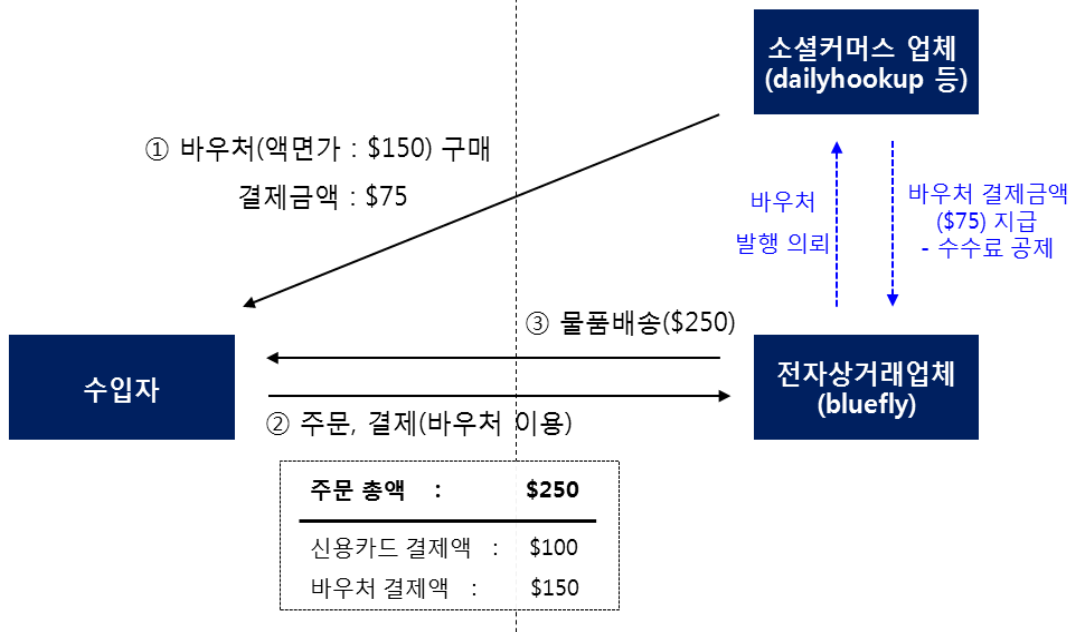 소셜커머스 업체
(dailyhookup 등)
① 바우처(액면가 : $150) 구매
결제금액 : $75
바우처
발행 의뢰
바우처 결제금액
($75) 지급
- 수수료 공제
③ 물품배송($250)
수입자
전자상거래업체
(bluefly)
② 주문, 결제(바우처 이용)
주문 총액 : $250
신용카드 결제액 : $100
바우처 결제액 : $150